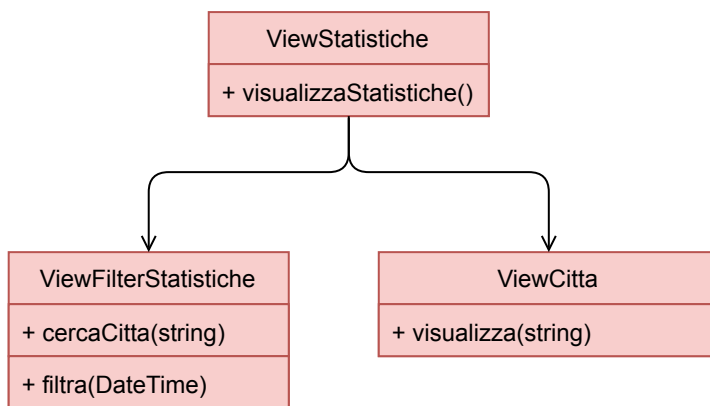 ViewStatistiche
+ visualizzaStatistiche()
ViewFilterStatistiche
+ cercaCitta(string)
+ filtra(DateTime)
ViewCitta
+ visualizza(string)